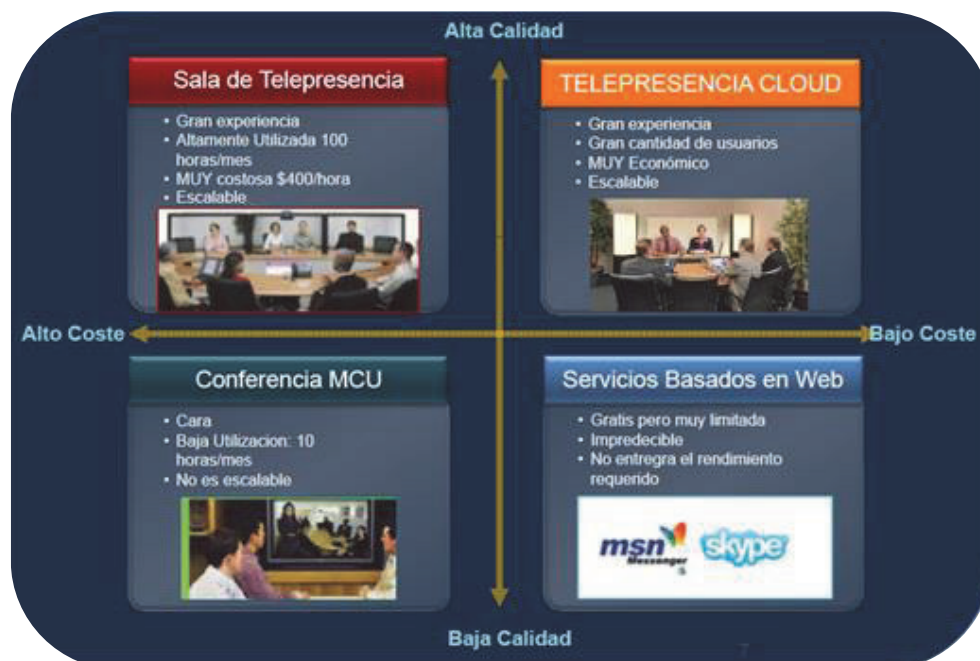 Alta Calidad
Sala de Telepresencia
• Gran experiencia
• Altamente Utilizada 100
horas/mes
• MUY costosa $400/hora
• Escalable
TELEPRESENCIA CLOUD
• Gran experiencia
• Gran cantidad de usuarios
• MUY Económico
• Escalable
Alto Coste
Bajo Coste
Conferencia MCU
• Cara
• Baja Utilizacion: 10
horas/mes
• No es escalable
Servicios Basados en Web
• Gratis pero muy limitada
• Impredecible
• No entregra el rendimiento
requerido
msn
Messenger
skype
Baja Calidad